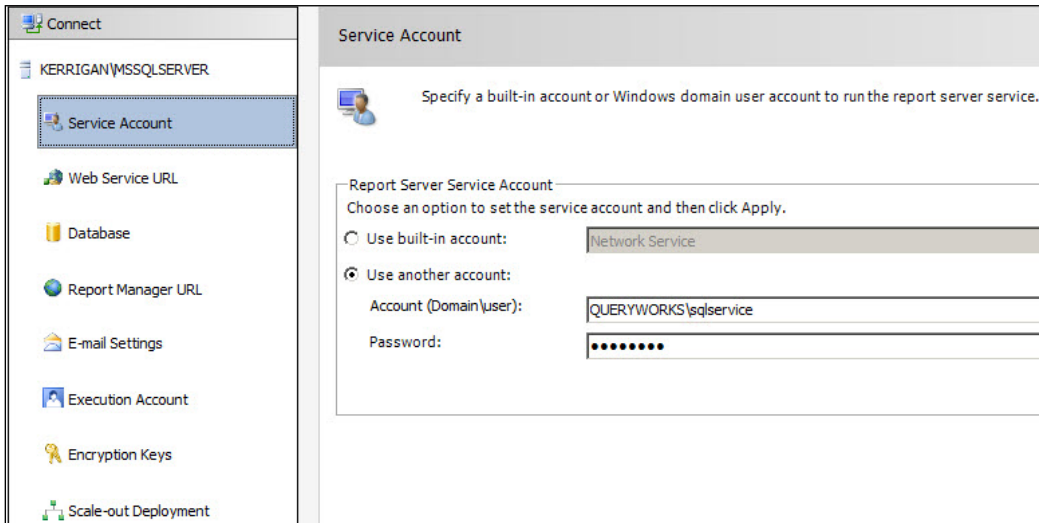 Connect
KERRIGAN\MSSQLSERVER
Service Account
Web Service URL
Database
Report Manager URL
E-mail Settings
Execution Account
Encryption Keys
Scale-out Deployment
Service Account
Specify a built-in account or Windows domain user account to run the report server service.
Report Server Service Account
Choose an option to set the service account and then click Apply.
Use built-in account:
Network Service
Use another account:
Account (Domain\user):
QUERYWORKS\sqlservice
Password:
●●●●●●●●